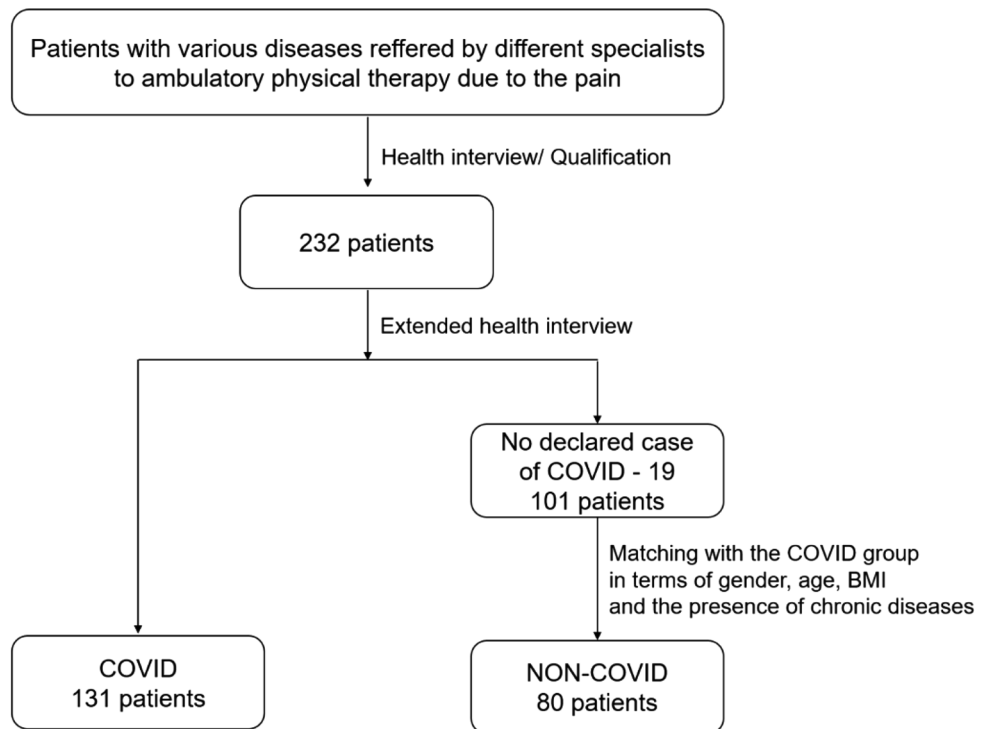 Patients with various diseases reffered by different specialists
to ambulatory physical therapy due to the pain
Health interview/ Qualification
232 patients
Extended health interview
No declared case
of COVID - 19
101 patients
Matching with the COVID group
in terms of gender, age, BMI
and the presence of chronic diseases
COVID
131 patients
NON-COVID
80 patients